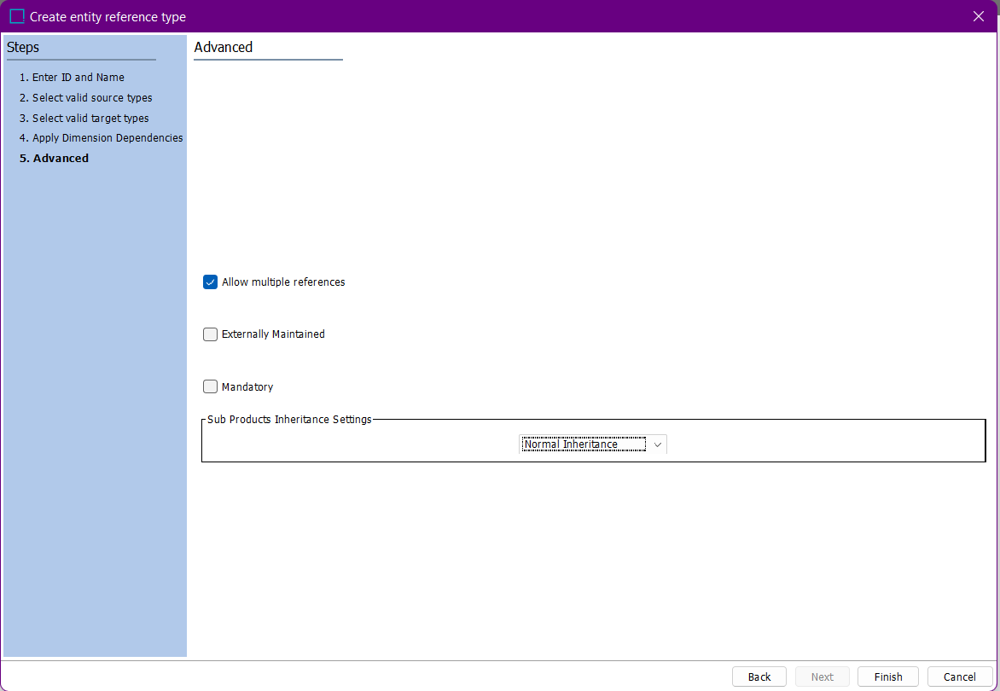 Create entity reference type
Steps
1. Enter ID and Name
2. Select valid source types
3. Select valid target types
4. Apply Dimension Dependencies
5. Advanced
Advanced
Allow multiple references
Externally Maintained
Mandatory
Sub Products Inheritance Settings
Normal Inheritance
Back
Next
Finish
Cancel